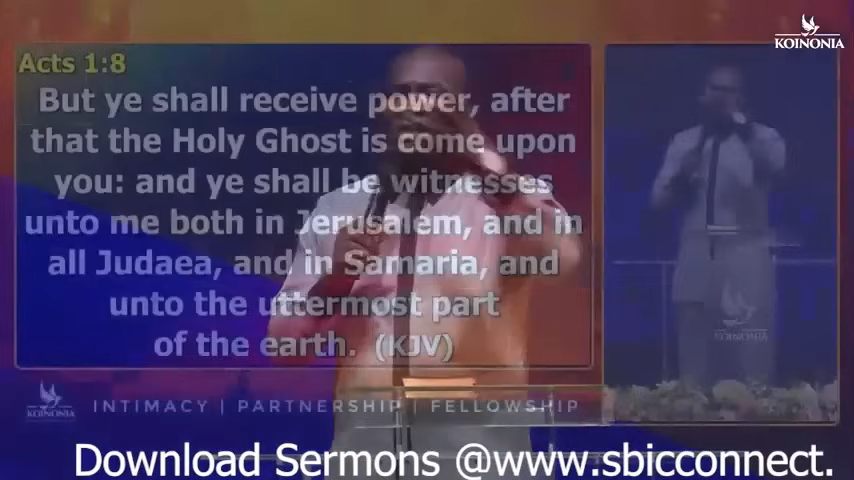 KOINONIA
Acts 1:8
But ye shall receive power, after
that the Holy Ghost is come upon
you: and ye shall be witnesses
unto me both in Jerusalem, and in
all Judaea, and in Samaria, and
unto the uttermost part
of the earth. (KJV)
KOINONIA
KOINONIA
INTIMACY | PARTNERSHIP | FELLOWSHIP
KOINONIA
Download Sermons @www.sbicconnect.